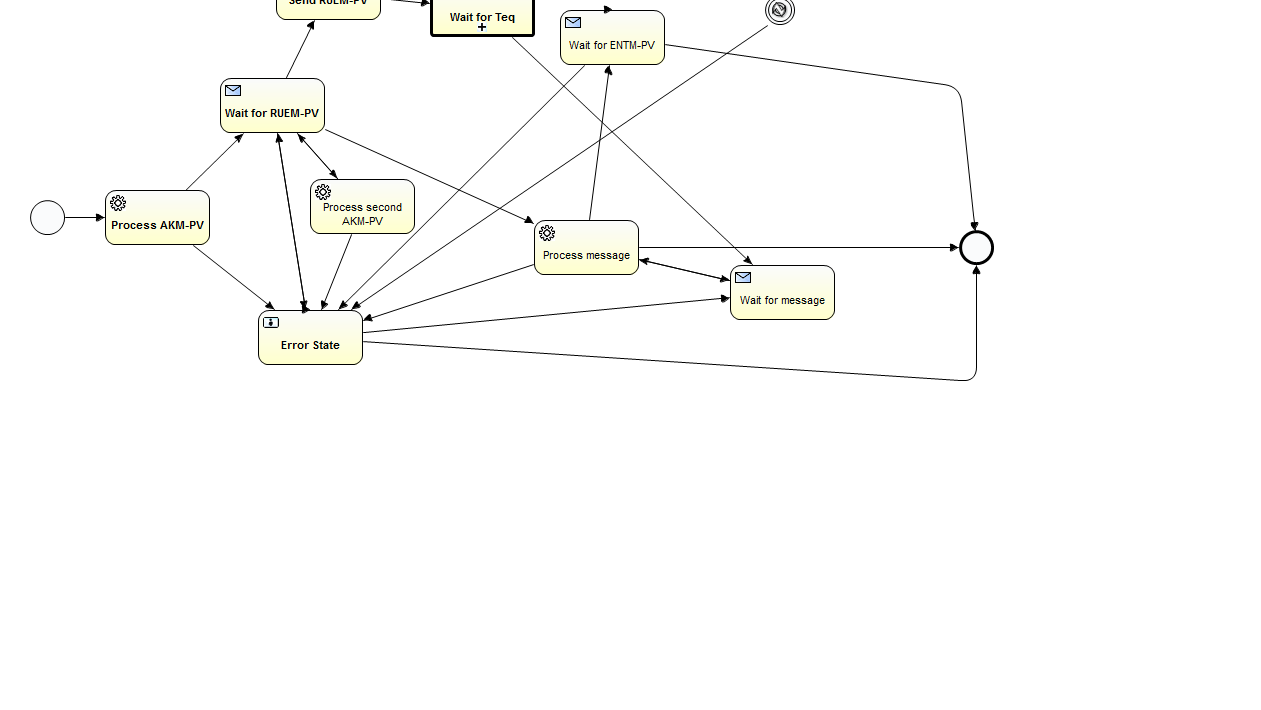 Send RUEM-PV
Wait for Teq
Wait for ENTM-PV
Wait for RUEM-PV
Process second
AKM-PV
Process AKM-PV
Process message
Wait for message
Error State